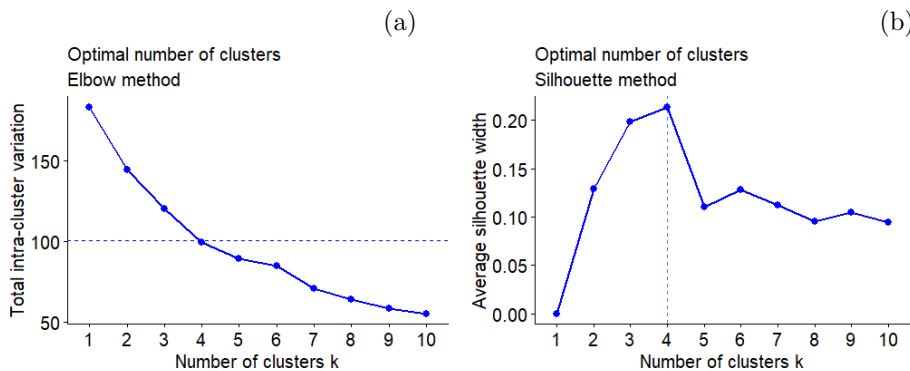 (a)
Optimal number of clusters
Elbow method
Total intra-cluster variation
150
100
50
1 2 3 4 5 6 7 8 9 10
Number of clusters k
(b)
Optimal number of clusters
Silhouette method
Average silhouette width
0.20
0.15
0.10
0.05
0.00
1 2 3 4 5 6 7 8 9 10
Number of clusters k